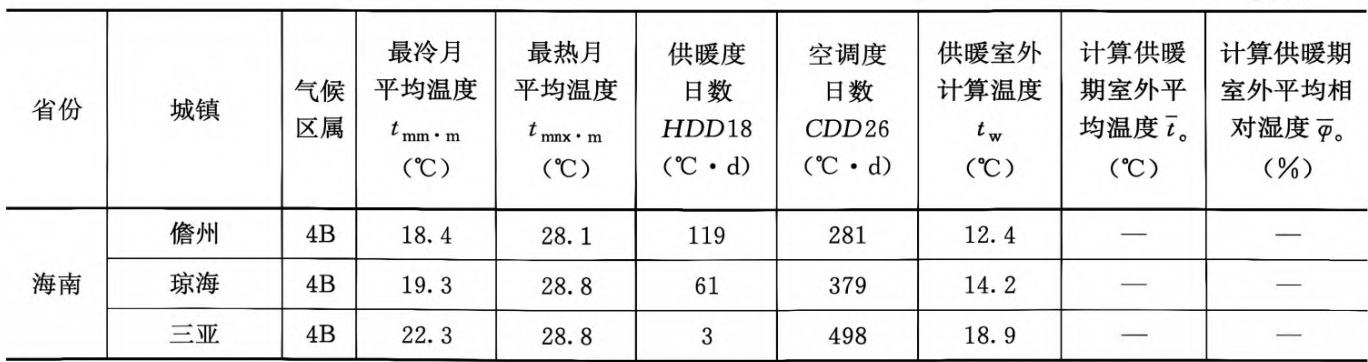 省份 城镇 气候区属 最冷月平均温度 t min·m (℃) 最热月平均温度 t max·m (℃) 供暖度日数 HDD18 (℃·d) 空调度日数 CDD26 (℃·d) 供暖室外计算温度 t w (℃) 计算供暖期室外平均温度 t̄。 (℃) 计算供暖期室外平均相对湿度 φ̄。 (%)
海南 儋州 4B 18.4 28.1 119 281 12.4 — —
琼海 4B 19.3 28.8 61 379 14.2 — —
三亚 4B 22.3 28.8 3 498 18.9 — —